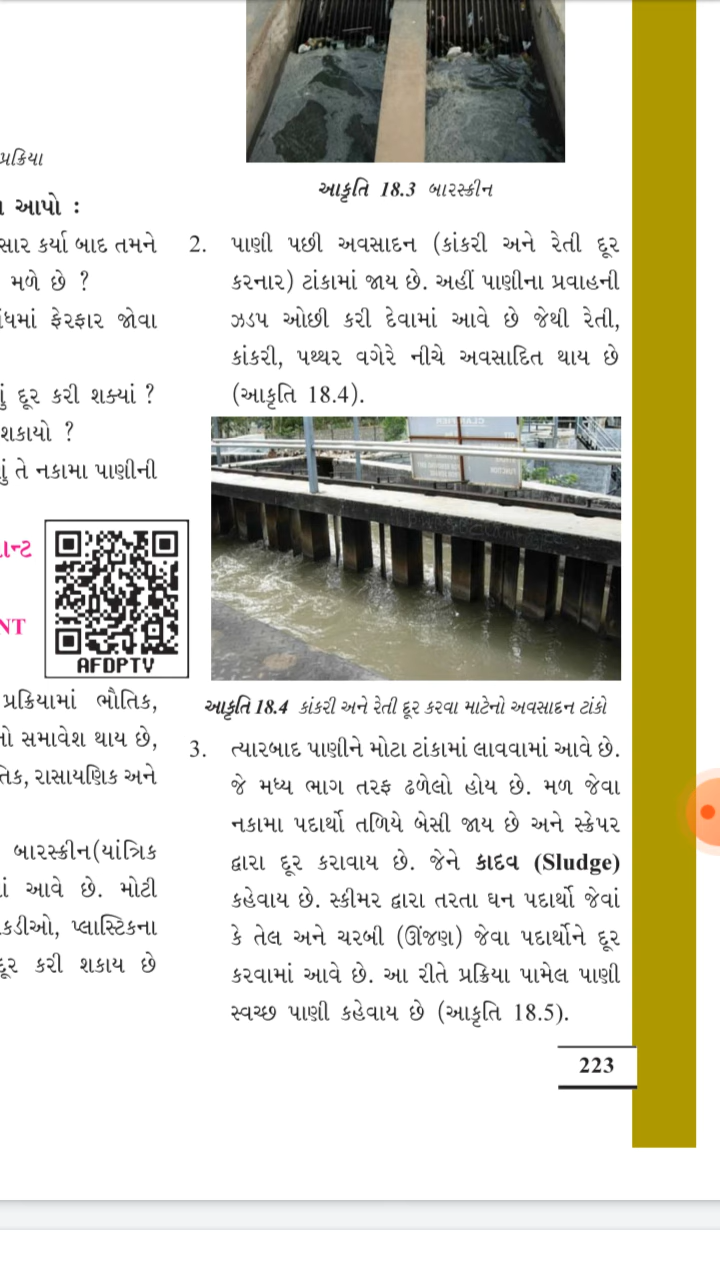 પ્રક્રિયા
આપો :
સાર કર્યા બાદ તમને
મળે છે ?
ફેરફાર જોવા
દૂર કરી શક્યાં ?
શકાયો ?
તે નકામા પાણીની
NT
AFDPTV
પ્રક્રિયામાં ભૌતિક,
નો સમાવેશ થાય છે,
તિક, રાસાયણિક અને
બારસ્ક્રીન(યાંત્રિક
માં આવે છે. મોટી
કડીઓ, પ્લાસ્ટિકના
દૂર કરી શકાય છે
આકૃતિ 18.3 બારસ્ક્રીન
2. પાણી પછી અવસાદન (કાંકરી અને રેતી દૂર
કરનાર) ટાંકામાં જાય છે. અહીં પાણીના પ્રવાહની
ઝડપ ઓછી કરી દેવામાં આવે છે જેથી રેતી,
કાંકરી, પથ્થર વગેરે નીચે અવસાદિત થાય છે
(આકૃતિ 18.4).
આકૃતિ 18.4 કાંકરી અને રેતી દૂર કરવા માટેનો અવસાદન ટાંકો
3. ત્યારબાદ પાણીને મોટા ટાંકામાં લાવવામાં આવે છે.
જે મધ્ય ભાગ તરફ ઢળેલો હોય છે. મળ જેવા
નકામા પદાર્થો તળિયે બેસી જાય છે અને સ્ક્રેપર
દ્વારા દૂર કરાવાય છે. જેને કાદવ (Sludge)
કહેવાય છે. સ્કીમર દ્વારા તરતા ઘન પદાર્થો જેવાં
કે તેલ અને ચરબી (ઊંજણ) જેવા પદાર્થોને દૂર
કરવામાં આવે છે. આ રીતે પ્રક્રિયા પામેલ પાણી
સ્વચ્છ પાણી કહેવાય છે (આકૃતિ 18.5).
223